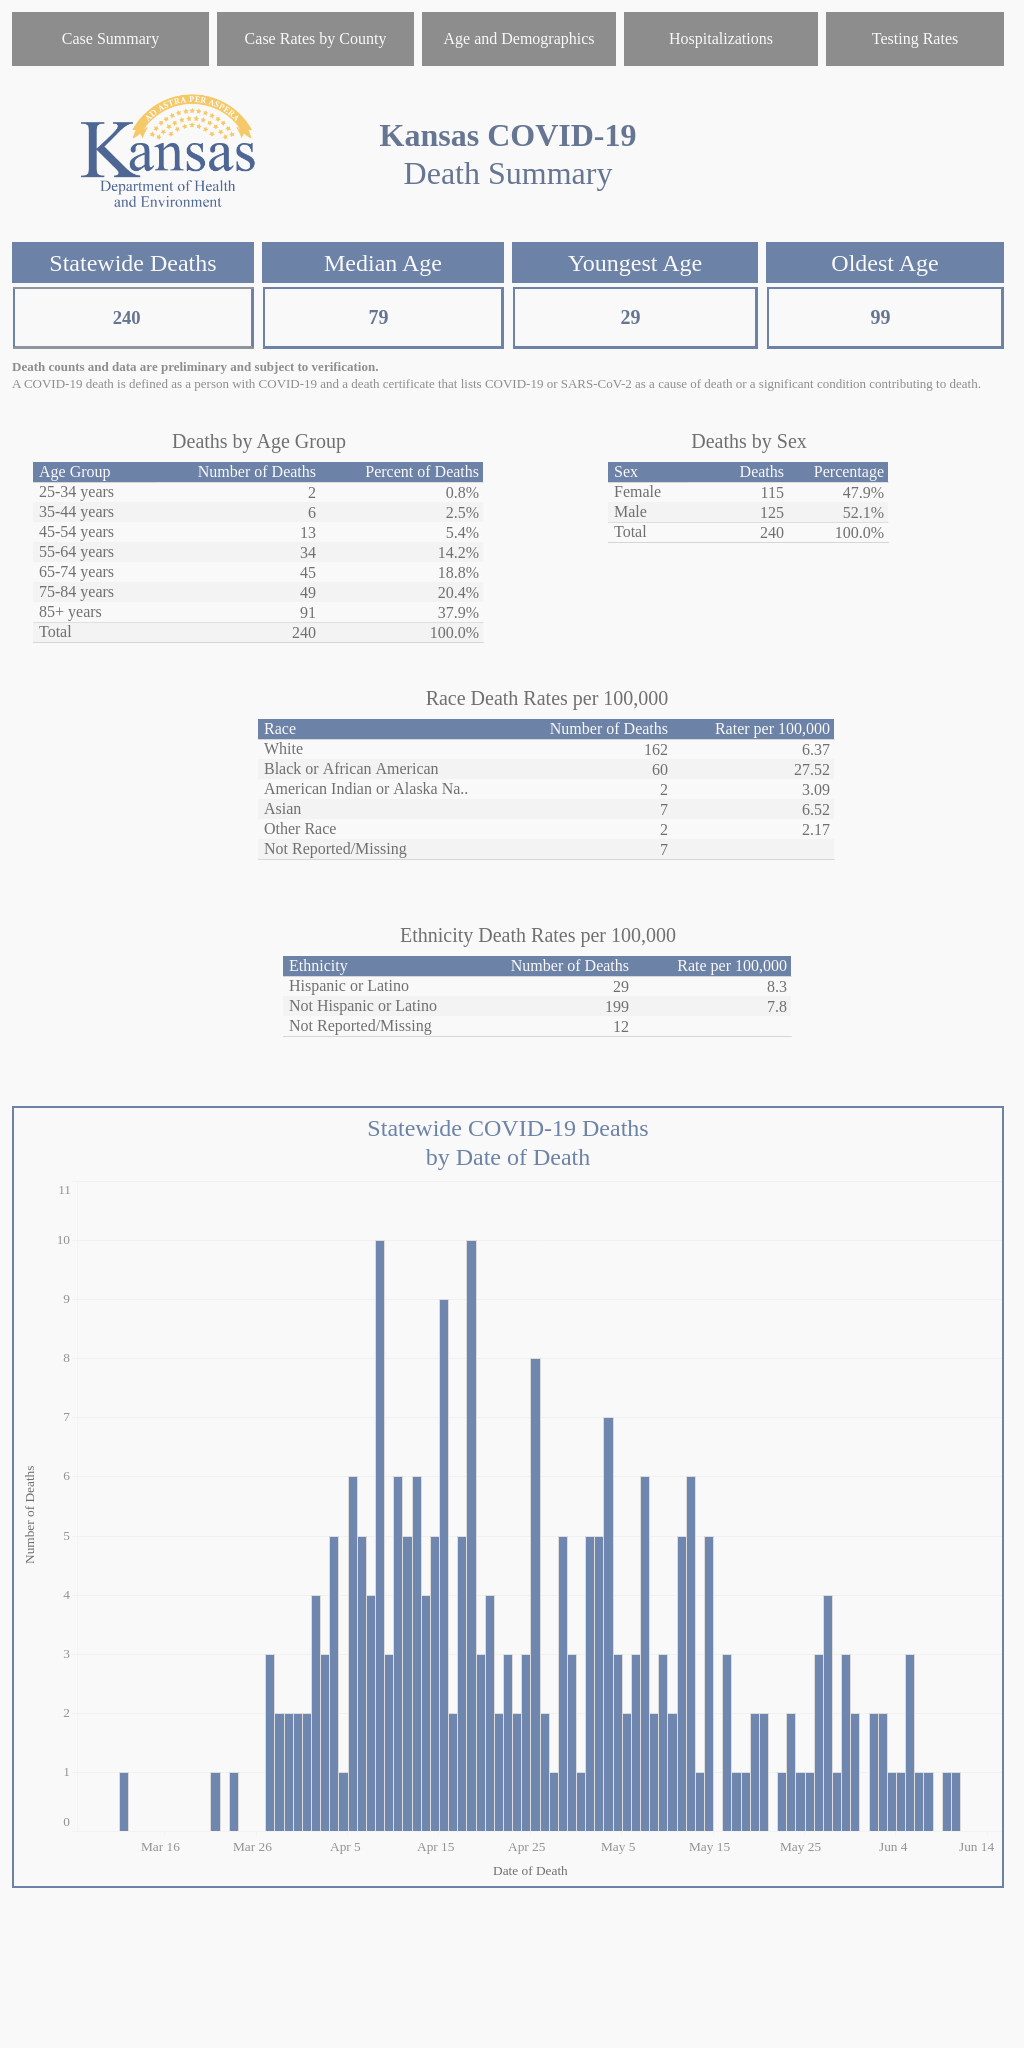 Case Summary
Case Rates by County
Age and Demographics
Hospitalizations
Testing Rates
AD ASTRA PER ASPERA
Kansas
Department of Health
and Environment
Kansas COVID-19
Death Summary
Statewide Deaths Median Age Youngest Age Oldest Age
240 79 29 99
Death counts and data are preliminary and subject to verification.
A COVID-19 death is defined as a person with COVID-19 and a death certificate that lists COVID-19 or SARS-CoV-2 as a cause of death or a significant condition contributing to death.
Deaths by Age Group
Age Group Number of Deaths Percent of Deaths
25-34 years 2 0.8%
35-44 years 6 2.5%
45-54 years 13 5.4%
55-64 years 34 14.2%
65-74 years 45 18.8%
75-84 years 49 20.4%
85+ years 91 37.9%
Total 240 100.0%
Deaths by Sex
Sex Deaths Percentage
Female 115 47.9%
Male 125 52.1%
Total 240 100.0%
Race Death Rates per 100,000
Race Number of Deaths Rater per 100,000
White 162 6.37
Black or African American 60 27.52
American Indian or Alaska Na.. 2 3.09
Asian 7 6.52
Other Race 2 2.17
Not Reported/Missing 7
Ethnicity Death Rates per 100,000
Ethnicity Number of Deaths Rate per 100,000
Hispanic or Latino 29 8.3
Not Hispanic or Latino 199 7.8
Not Reported/Missing 12
Statewide COVID-19 Deaths
by Date of Death
11
10
9
8
7
6
5
4
3
2
1
0
Number of Deaths
Mar 16 Mar 26 Apr 5 Apr 15 Apr 25 May 5 May 15 May 25 Jun 4 Jun 14
Date of Death